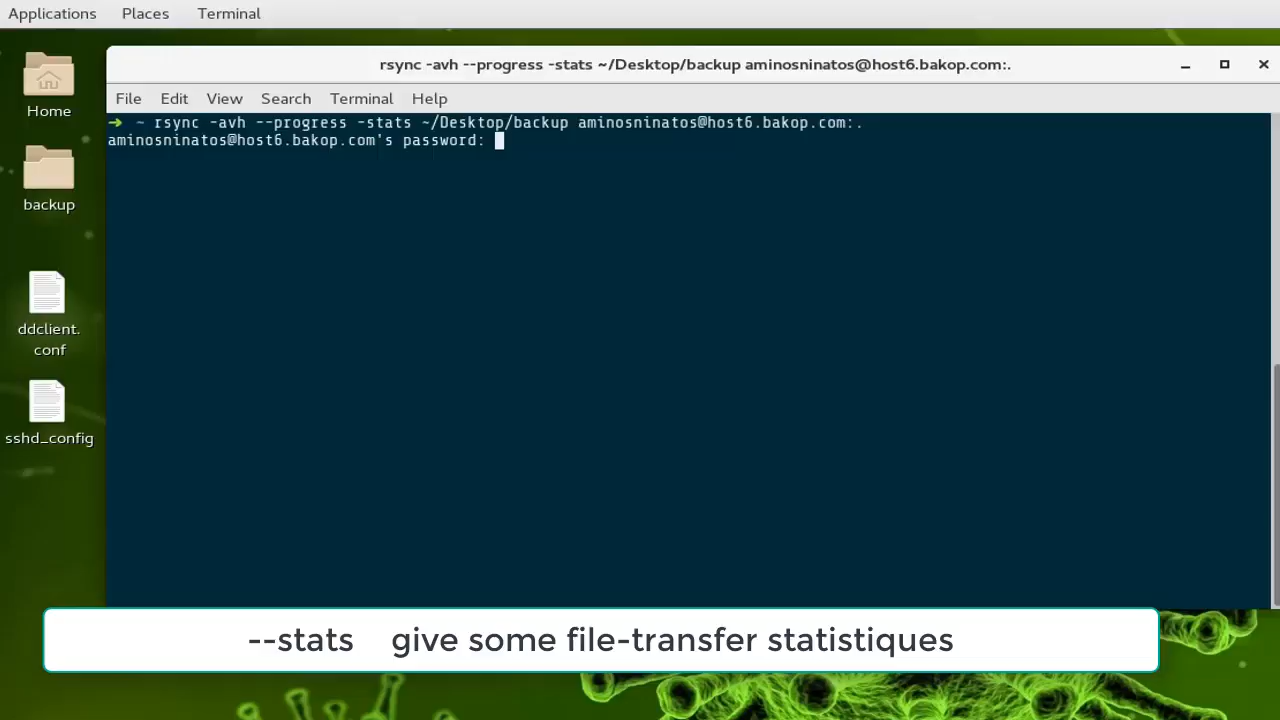 Applications Places Terminal
rsync -avh --progress -stats ~/Desktop/backup aminosninatos@host6.bakop.com:.
File Edit View Search Terminal Help
➜ ~ rsync -avh --progress -stats ~/Desktop/backup aminosninatos@host6.bakop.com:.
aminosninatos@host6.bakop.com's password:
Home
backup
ddclient.
conf
sshd_config
--stats give some file-transfer statistiques